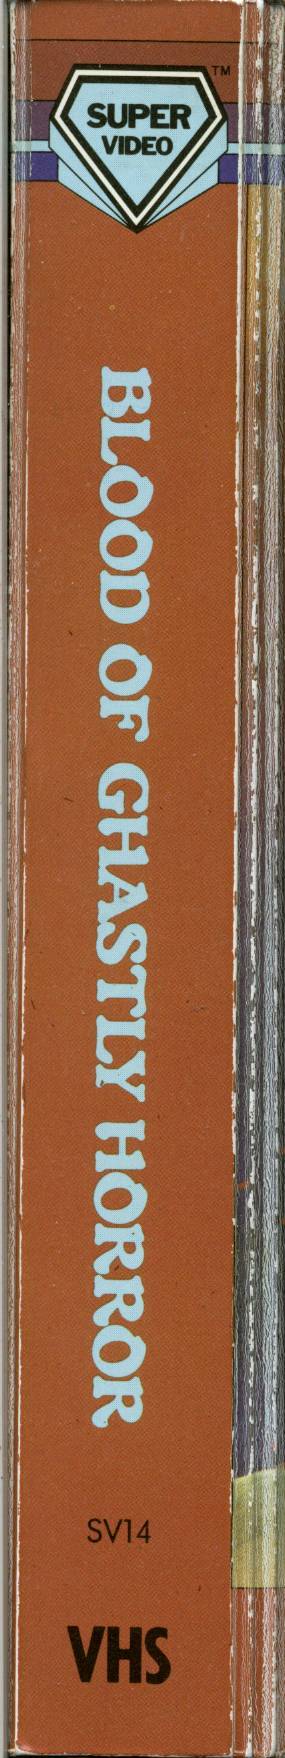 SUPER
VIDEO
TM
BLOOD OF GHASTLY HORROR
SV14
VHS